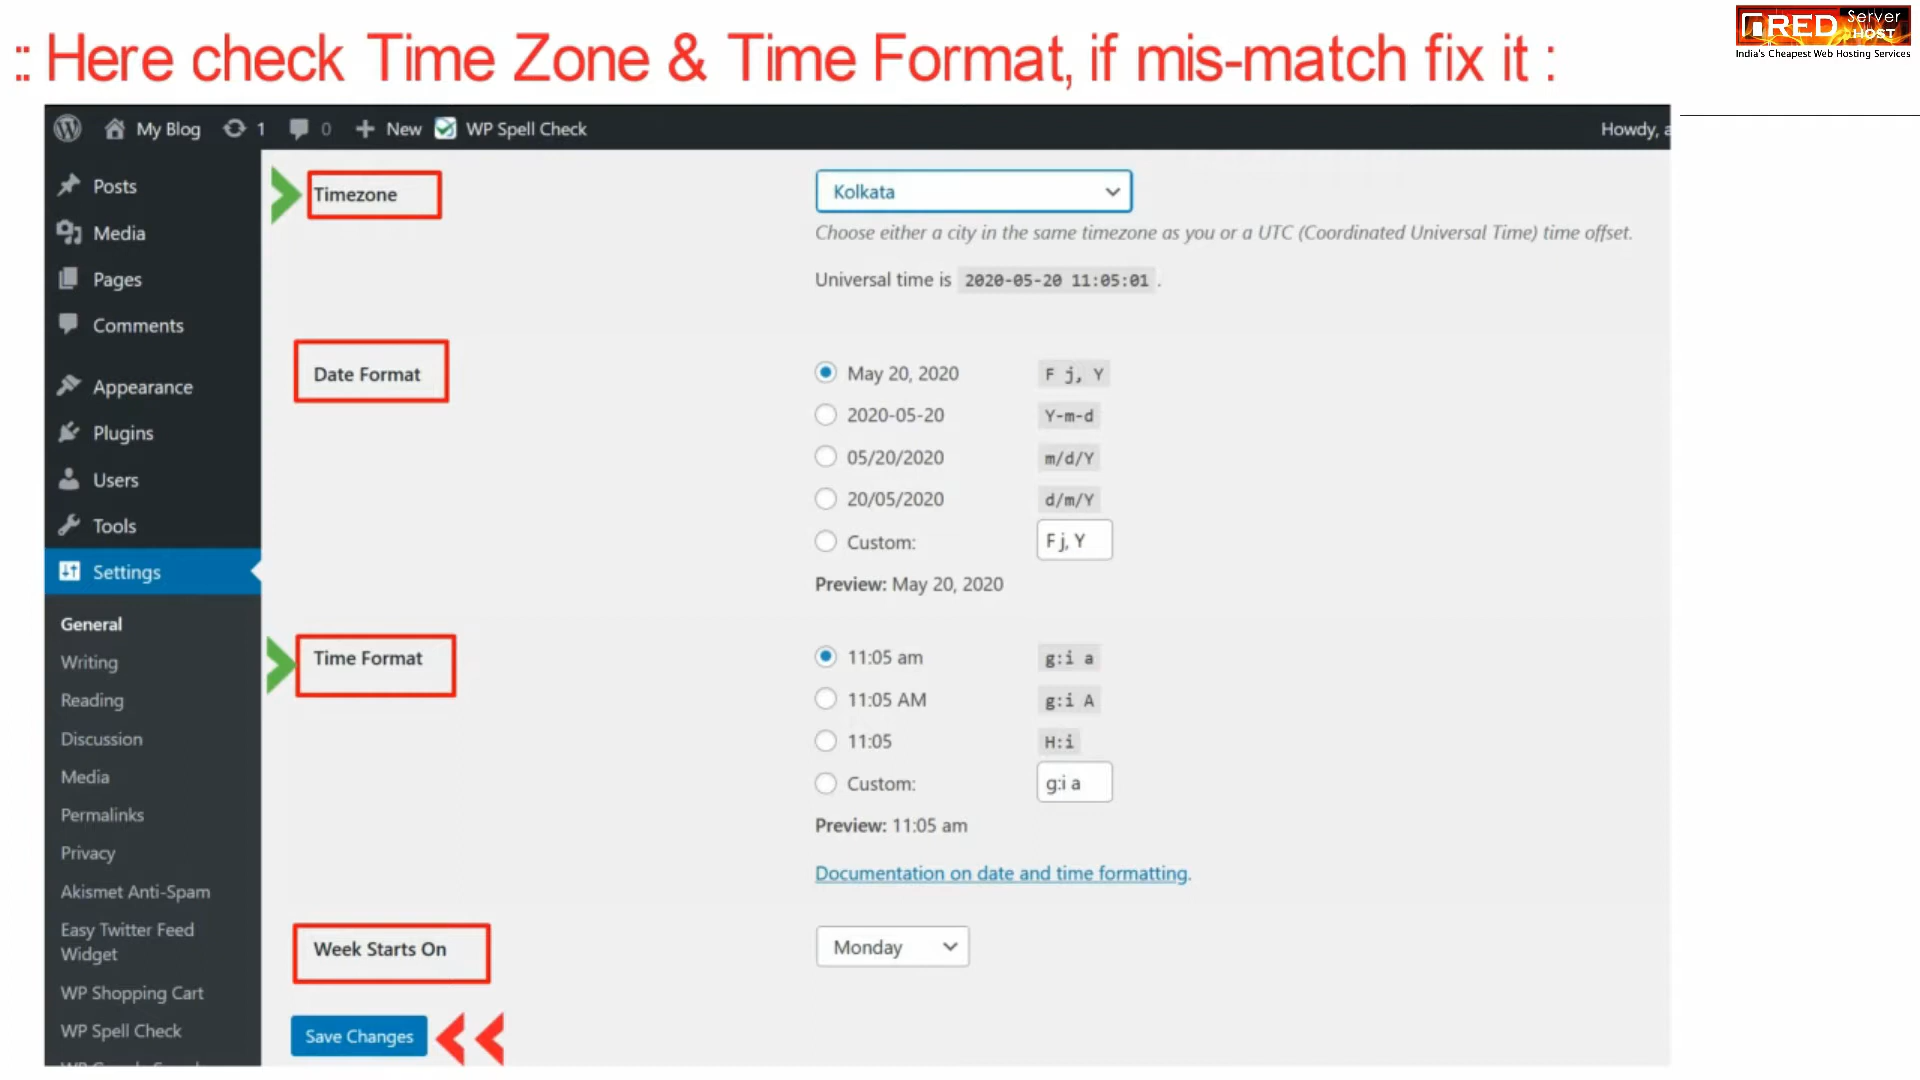 :: Here check Time Zone & Time Format, if mis-match fix it :
RED Server HOST
India's Cheapest Web Hosting Services
My Blog 1 0 New WP Spell Check Howdy, a
Posts
Media
Pages
Comments
Appearance
Plugins
Users
Tools
Settings
General
Writing
Reading
Discussion
Media
Permalinks
Privacy
Akismet Anti-Spam
Easy Twitter Feed
Widget
WP Shopping Cart
WP Spell Check
Timezone Kolkata
Choose either a city in the same timezone as you or a UTC (Coordinated Universal Time) time offset.
Universal time is 2020-05-20 11:05:01 .
Date Format May 20, 2020 F j, Y
2020-05-20 Y-m-d
05/20/2020 m/d/Y
20/05/2020 d/m/Y
Custom: F j, Y
Preview: May 20, 2020
Time Format 11:05 am g:i a
11:05 AM g:i A
11:05 H:i
Custom: g:i a
Preview: 11:05 am
Documentation on date and time formatting.
Week Starts On Monday
Save Changes